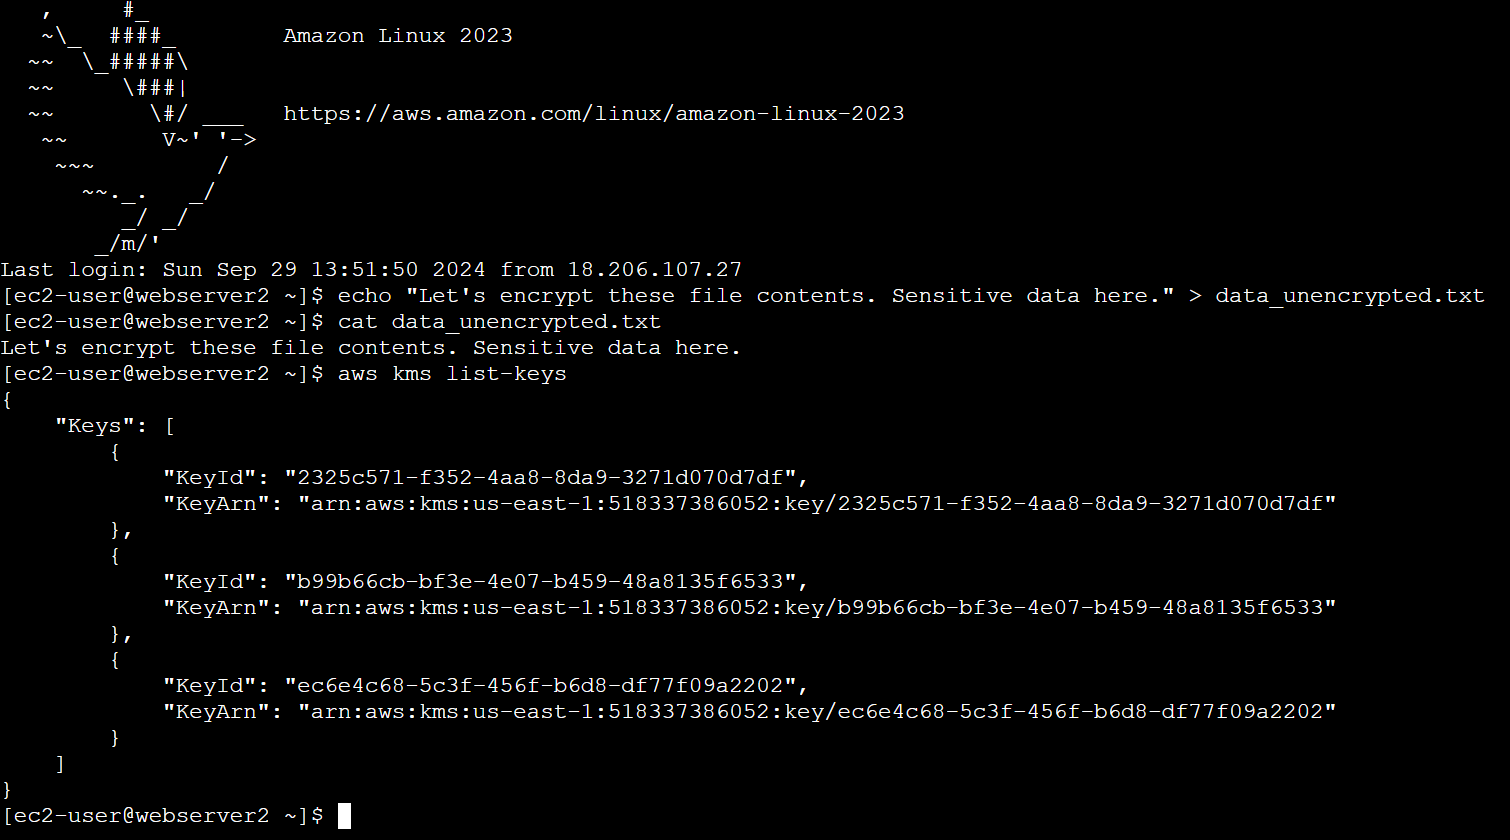 ,     #_
   ~\_  ####_        Amazon Linux 2023
  ~~  \_#####\
  ~~     \###|
  ~~       \#/ ___   https://aws.amazon.com/linux/amazon-linux-2023
   ~~       V~' '->
    ~~~         /
      ~~._.   _/
         _/ _/
       _/m/'
Last login: Sun Sep 29 13:51:50 2024 from 18.206.107.27
[ec2-user@webserver2 ~]$ echo "Let's encrypt these file contents. Sensitive data here." > data_unencrypted.txt
[ec2-user@webserver2 ~]$ cat data_unencrypted.txt
Let's encrypt these file contents. Sensitive data here.
[ec2-user@webserver2 ~]$ aws kms list-keys
{
    "Keys": [
        {
            "KeyId": "2325c571-f352-4aa8-8da9-3271d070d7df",
            "KeyArn": "arn:aws:kms:us-east-1:518337386052:key/2325c571-f352-4aa8-8da9-3271d070d7df"
        },
        {
            "KeyId": "b99b66cb-bf3e-4e07-b459-48a8135f6533",
            "KeyArn": "arn:aws:kms:us-east-1:518337386052:key/b99b66cb-bf3e-4e07-b459-48a8135f6533"
        },
        {
            "KeyId": "ec6e4c68-5c3f-456f-b6d8-df77f09a2202",
            "KeyArn": "arn:aws:kms:us-east-1:518337386052:key/ec6e4c68-5c3f-456f-b6d8-df77f09a2202"
        }
    ]
}
[ec2-user@webserver2 ~]$